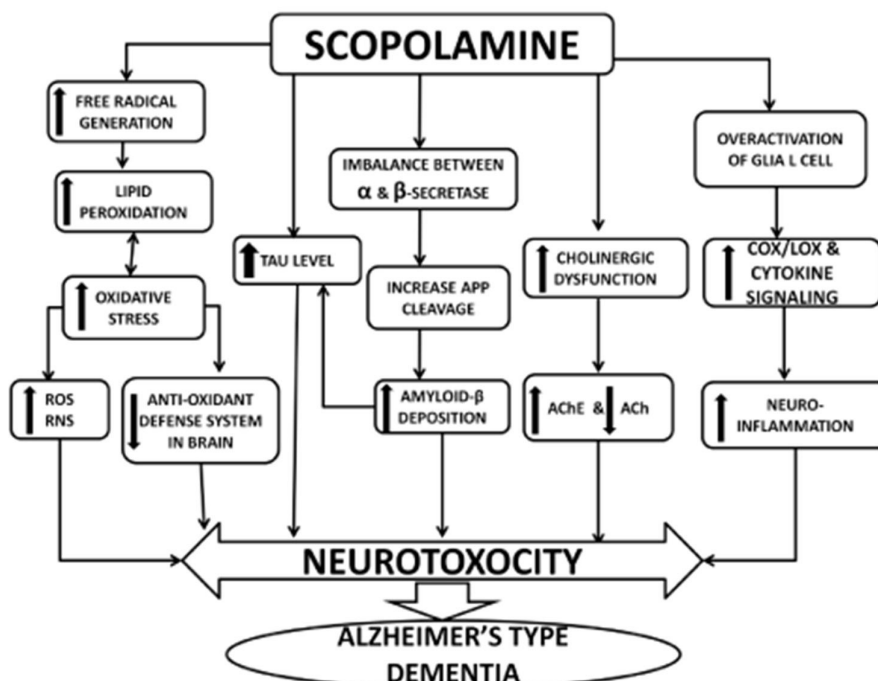 SCOPOLAMINE
FREE RADICAL
GENERATION
LIPID
PEROXIDATION
OXIDATIVE
STRESS
ROS
RNS
ANTI-OXIDANT
DEFENSE SYSTEM
IN BRAIN
TAU LEVEL
IMBALANCE BETWEEN
α & β-SECRETASE
INCREASE APP
CLEAVAGE
AMYLOID-β
DEPOSITION
CHOLINERGIC
DYSFUNCTION
AChE & ACh
OVERACTIVATION
OF GLIA L CELL
COX/LOX &
CYTOKINE
SIGNALING
NEURO-
INFLAMMATION
NEUROTOXOCITY
ALZHEIMER'S TYPE
DEMENTIA